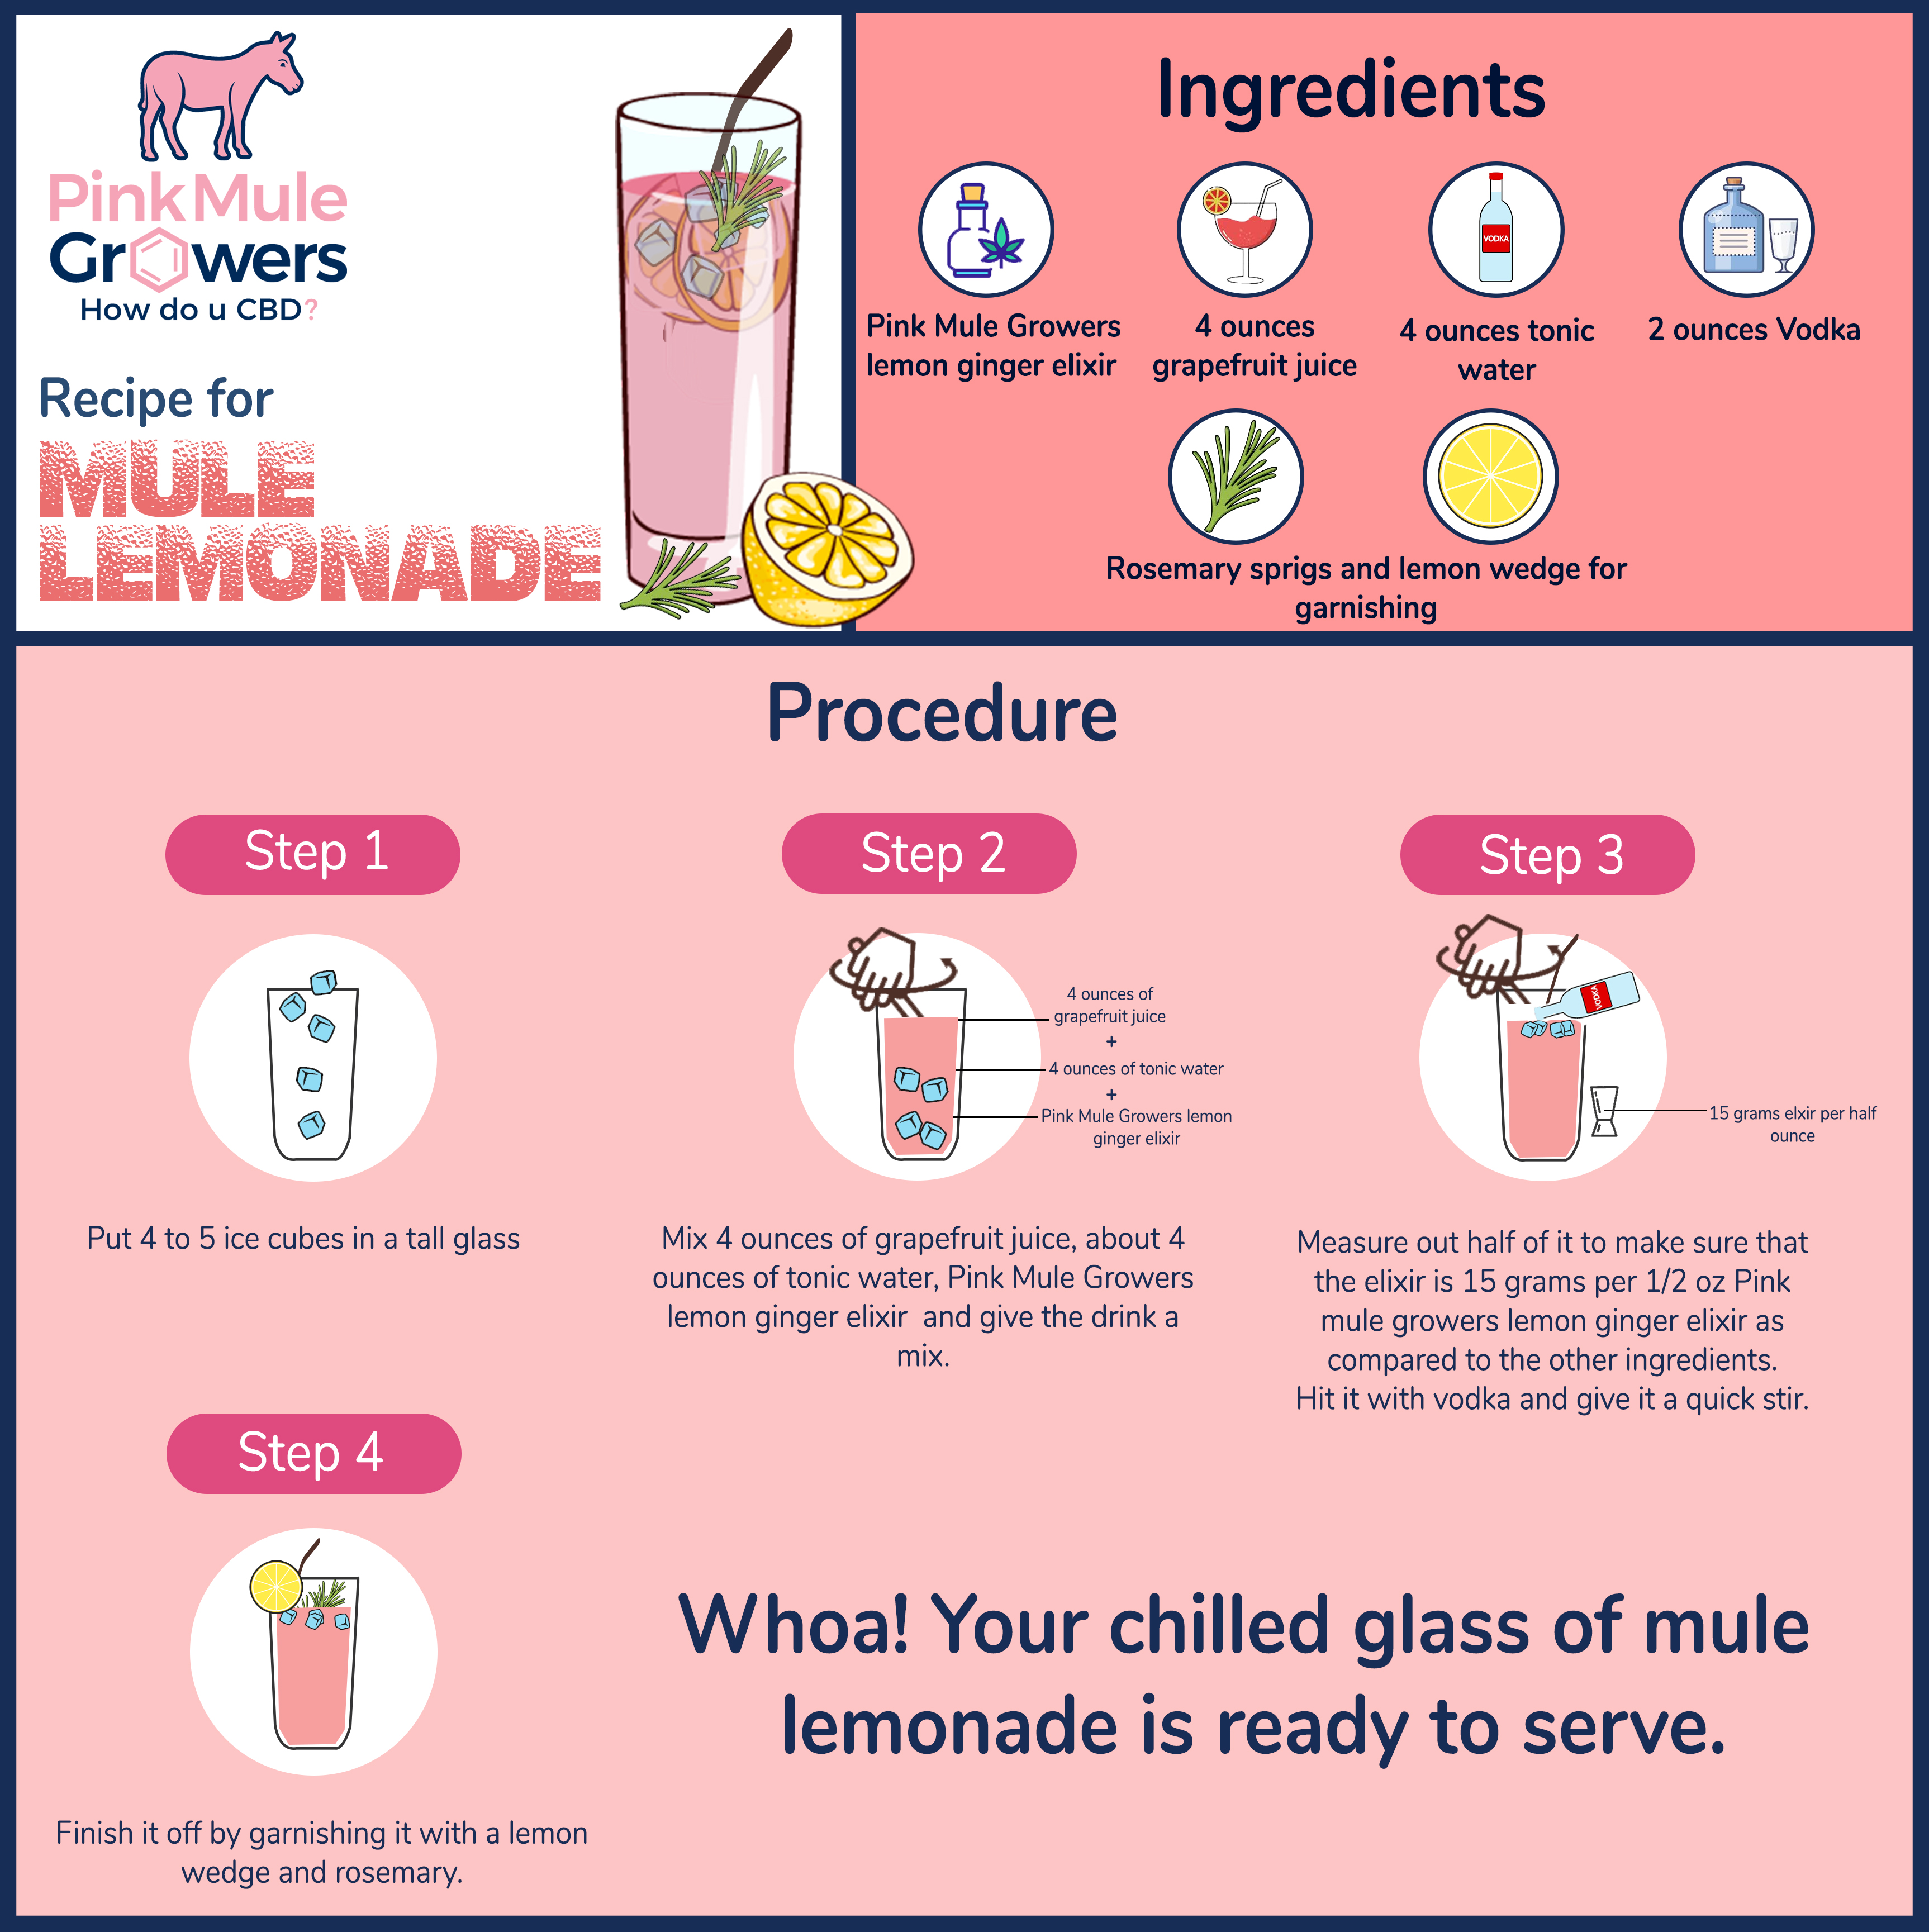 PinkMule
Growers
How do u CBD?
Recipe for
MULE
LEMONADE
Ingredients
VODKA
Pink Mule Growers
lemon ginger elixir
4 ounces
grapefruit juice
4 ounces tonic
water
2 ounces Vodka
Rosemary sprigs and lemon wedge for
garnishing
Procedure
Step 1
Put 4 to 5 ice cubes in a tall glass
Step 2
4 ounces of
grapefruit juice
+
4 ounces of tonic water
+
Pink Mule Growers lemon
ginger elixir
Mix 4 ounces of grapefruit juice, about 4
ounces of tonic water, Pink Mule Growers
lemon ginger elixir  and give the drink a
mix.
Step 3
VODKA
15 grams elxir per half
ounce
Measure out half of it to make sure that
the elixir is 15 grams per 1/2 oz Pink
mule growers lemon ginger elixir as
compared to the other ingredients.
Hit it with vodka and give it a quick stir.
Step 4
Finish it off by garnishing it with a lemon
wedge and rosemary.
Whoa! Your chilled glass of mule
lemonade is ready to serve.